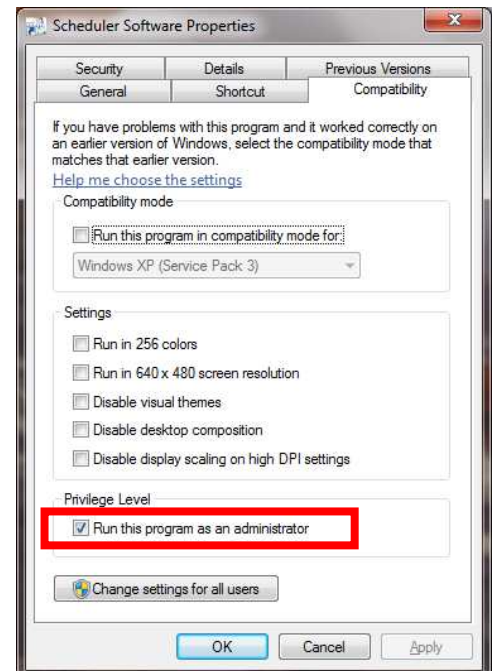 Scheduler Software Properties
Security Details Previous Versions
General Shortcut Compatibility
If you have problems with this program and it worked correctly on
an earlier version of Windows, select the compatibility mode that
matches that earlier version.
Help me choose the settings
Compatibility mode
Run this program in compatibility mode for:
Windows XP (Service Pack 3)
Settings
Run in 256 colors
Run in 640 x 480 screen resolution
Disable visual themes
Disable desktop composition
Disable display scaling on high DPI settings
Privilege Level
Run this program as an administrator
Change settings for all users
OK Cancel Apply